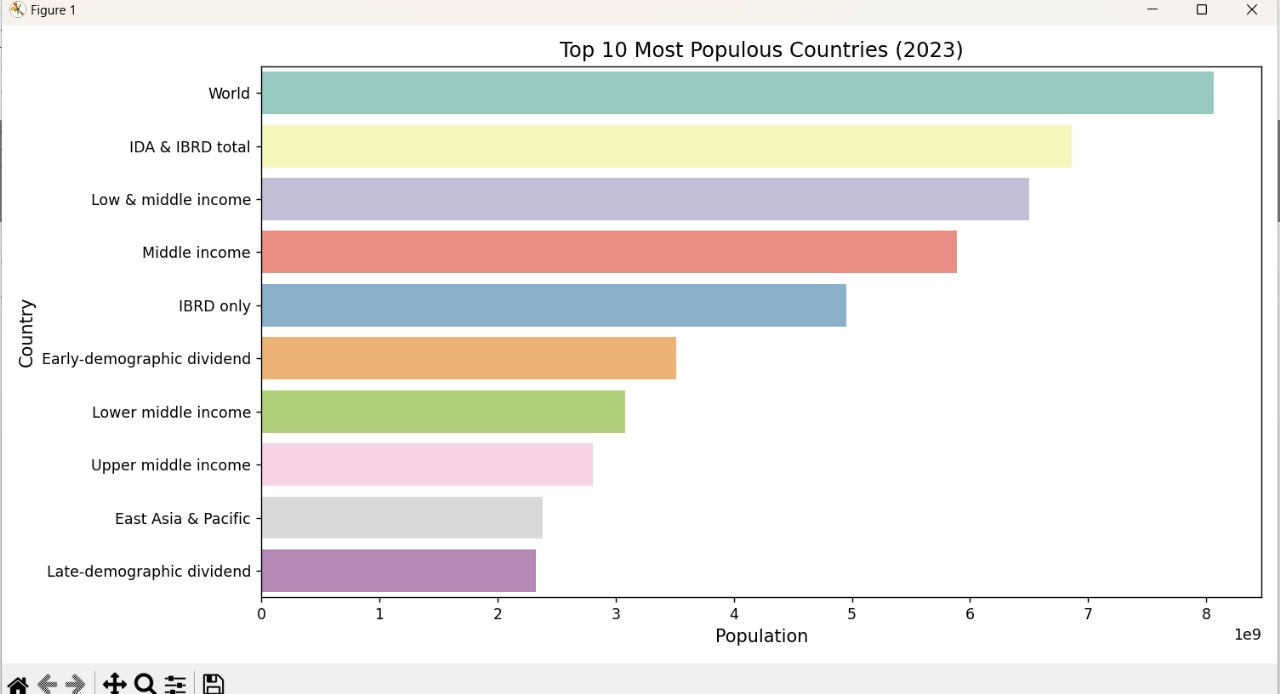 Figure 1
Top 10 Most Populous Countries (2023)
World
IDA & IBRD total
Low & middle income
Middle income
IBRD only
Early-demographic dividend
Lower middle income
Upper middle income
East Asia & Pacific
Late-demographic dividend
Country
0 1 2 3 4 5 6 7 8
1e9
Population